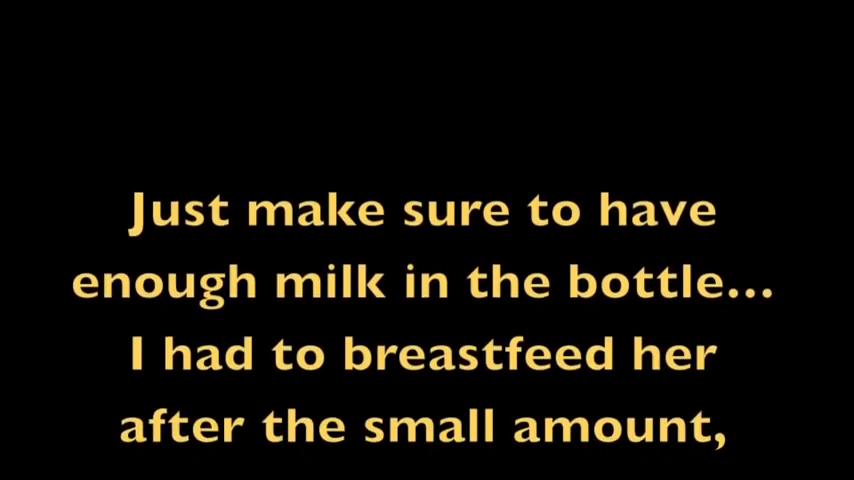 Just make sure to have
enough milk in the bottle...
I had to breastfeed her
after the small amount,